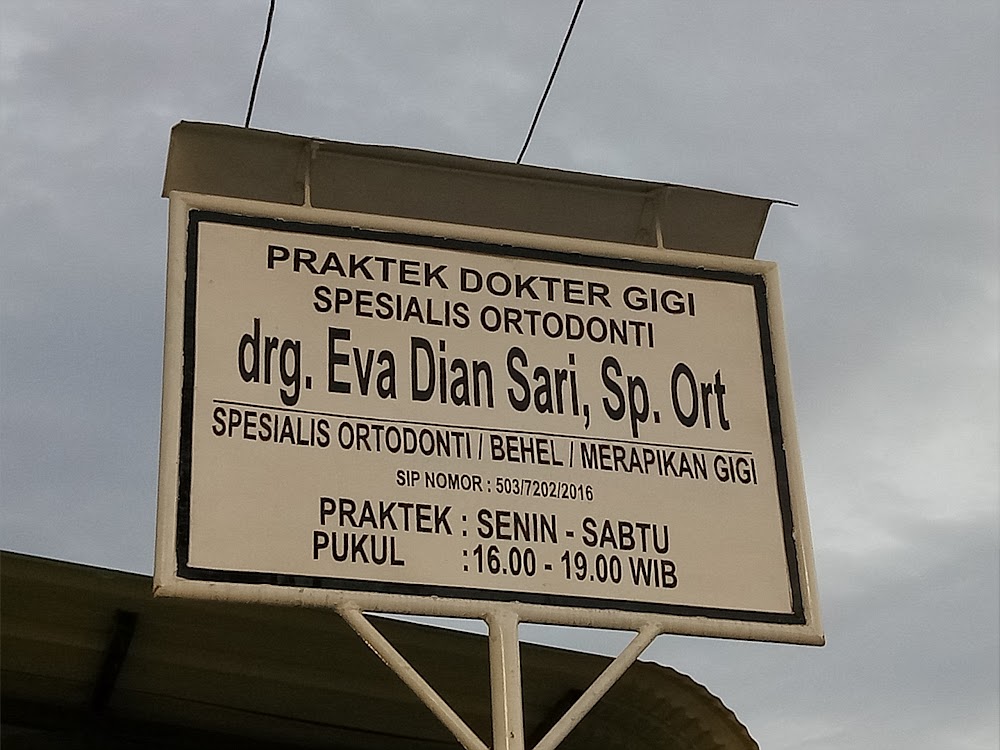 PRAKTEK DOKTER GIGI
SPESIALIS ORTODONTI
drg. Eva Dian Sari, Sp. Ort
SPESIALIS ORTODONTI / BEHEL / MERAPIKAN GIGI
SIP NOMOR : 503/7202/2016
PRAKTEK : SENIN - SABTU
PUKUL : 16.00 - 19.00 WIB